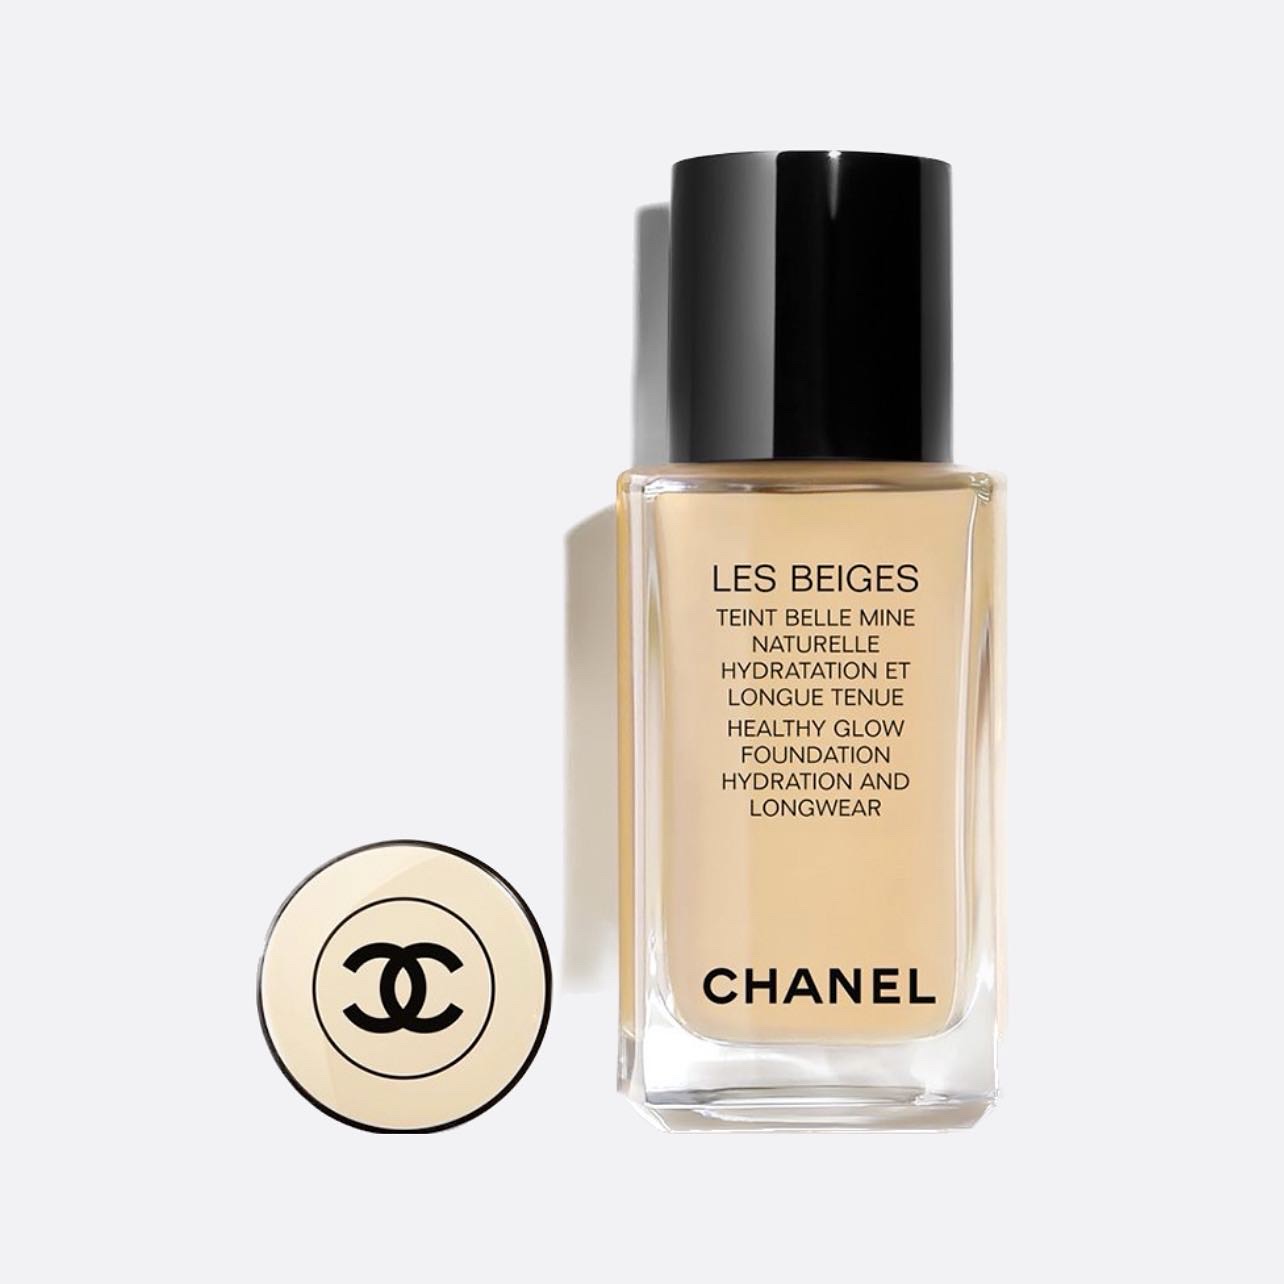 LES BEIGES
TEINT BELLE MINE
NATURELLE
HYDRATATION ET
LONGUE TENUE
HEALTHY GLOW
FOUNDATION
HYDRATION AND
LONGWEAR
CHANEL